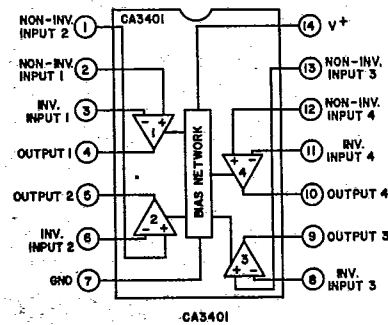 CA3401
NON-INV.
INPUT 2
1
NON-INV.
INPUT 1
2
INV.
INPUT 1
3
OUTPUT 1
4
OUTPUT 2
5
INV.
INPUT 2
6
GND
7
- +
1
2
- +
BIAS NETWORK
+ -
4
3
+ -
14
V+
13
NON-INV.
INPUT 3
12
NON-INV.
INPUT 4
11
INV.
INPUT 4
10
OUTPUT 4
9
OUTPUT 3
8
INV.
INPUT 3
CA3401